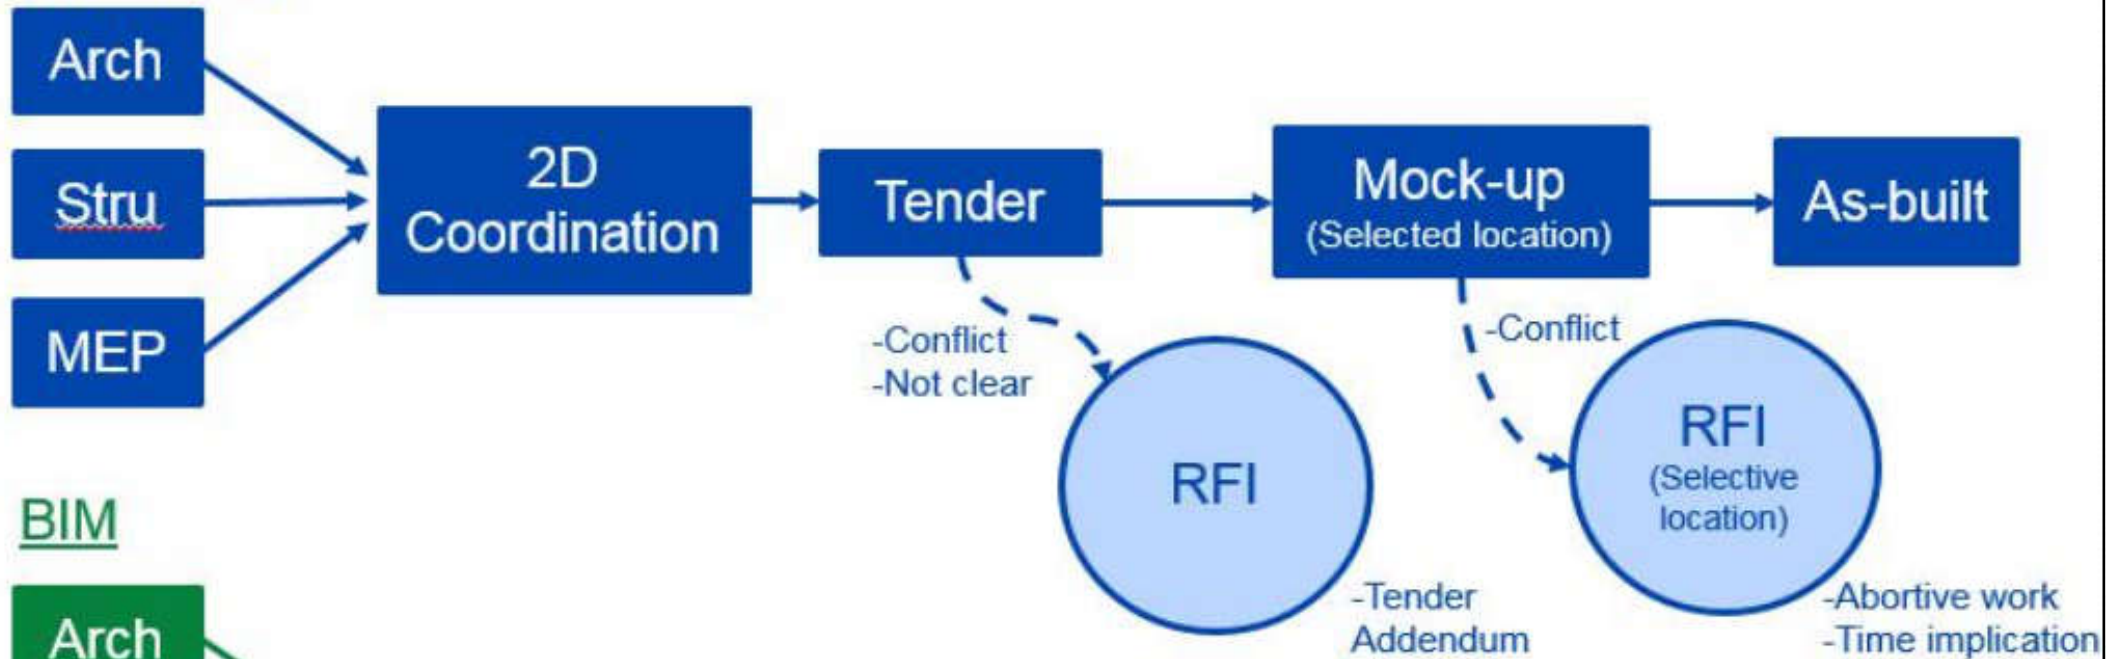 Arch
Stru
MEP
2D
Coordination
Tender
Mock-up
(Selected location)
As-built
-Conflict
-Not clear
RFI
-Tender
Addendum
-Conflict
RFI
(Selective
location)
-Abortive work
-Time implication
BIM
Arch